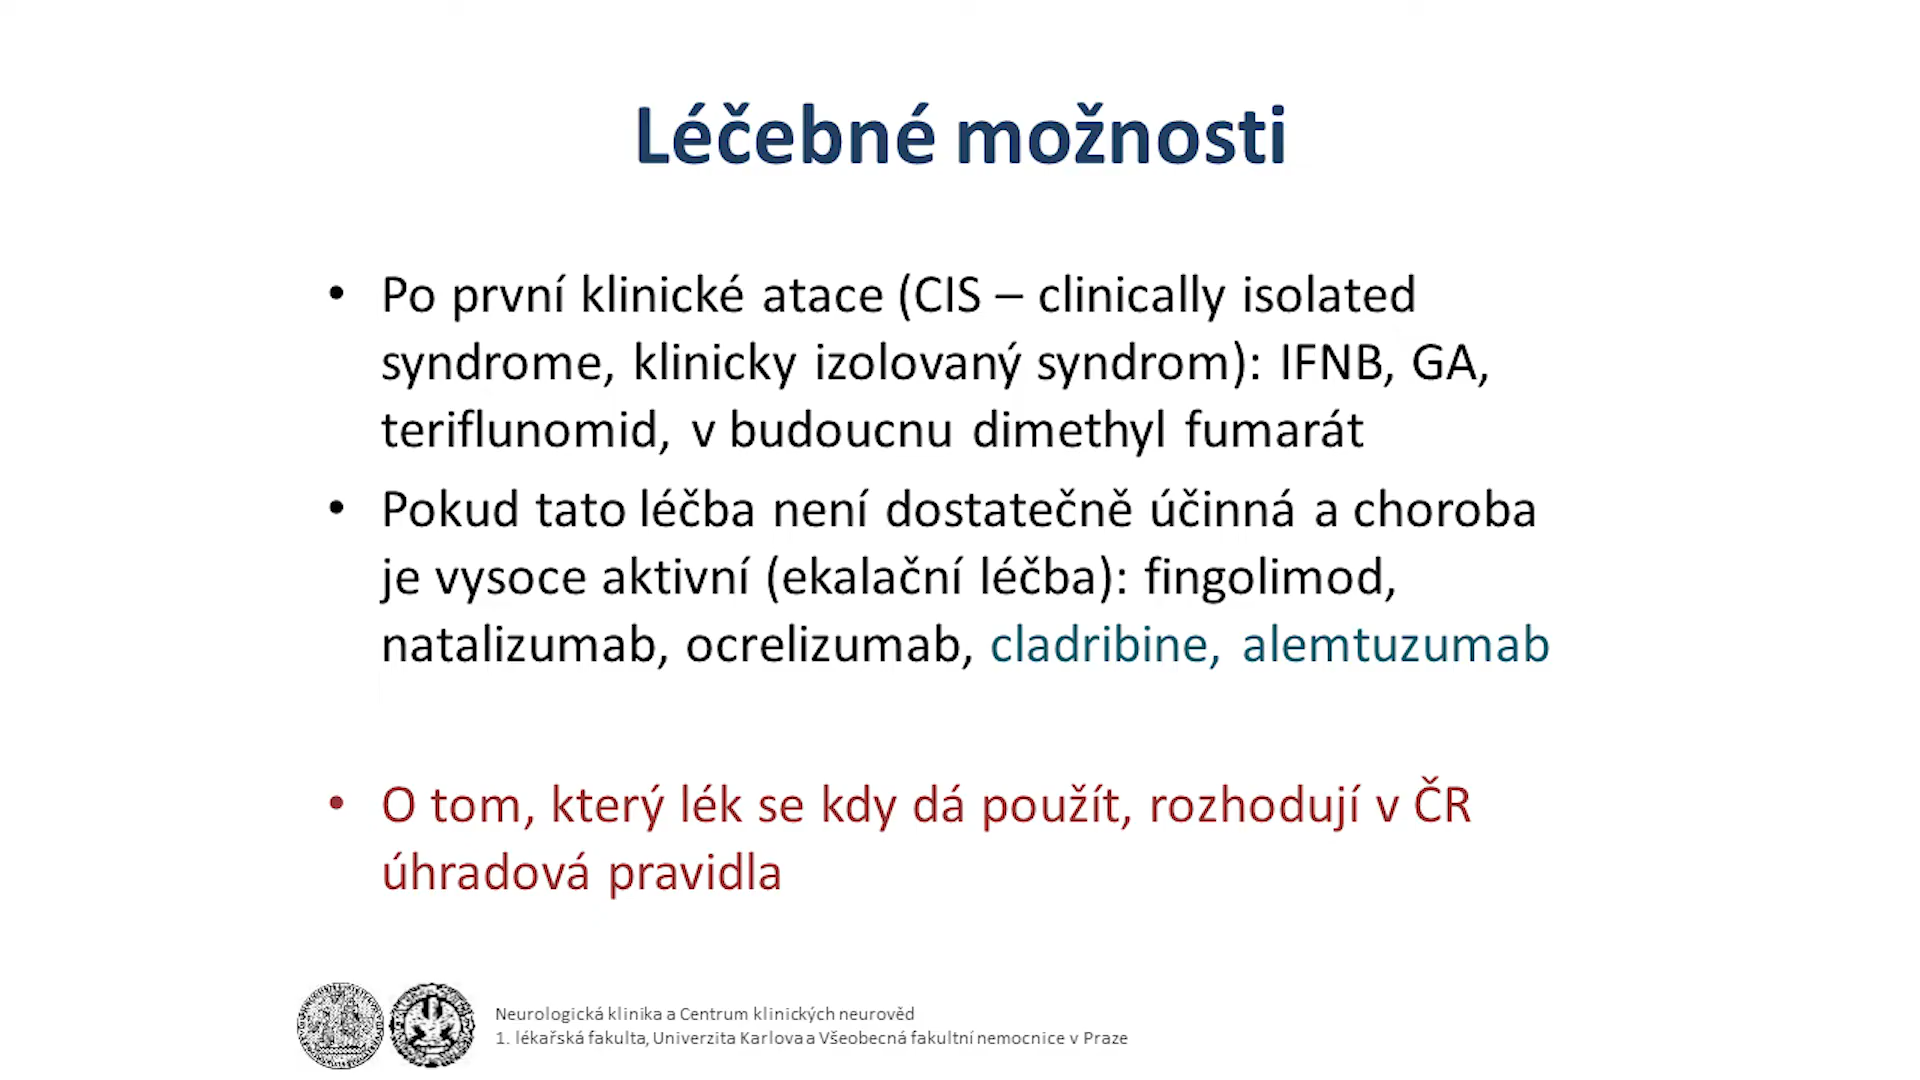 Léčebné možnosti
• Po první klinické atace (CIS – clinically isolated
syndrome, klinicky izolovaný syndrom): IFNB, GA,
teriflunomid, v budoucnu dimethyl fumarát
• Pokud tato léčba není dostatečně účinná a choroba
je vysoce aktivní (ekalační léčba): fingolimod,
natalizumab, ocrelizumab, cladribine, alemtuzumab
• O tom, který lék se kdy dá použít, rozhodují v ČR
úhradová pravidla
Neurologická klinika a Centrum klinických neurověd
1. lékařská fakulta, Univerzita Karlova a Všeobecná fakultní nemocnice v Praze